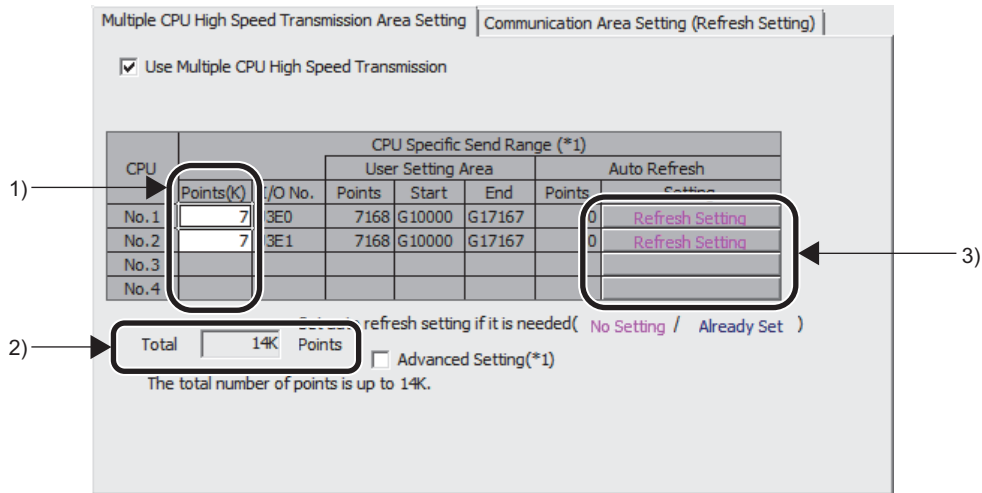 Multiple CPU High Speed Transmission Area Setting Communication Area Setting (Refresh Setting)
Use Multiple CPU High Speed Transmission
CPU Specific Send Range (*1)
CPU User Setting Area Auto Refresh
1) Points(K) I/O No. Points Start End Points Setting
No.1 7 3E0 7168 G10000 G17167 0 Refresh Setting
No.2 7 3E1 7168 G10000 G17167 0 Refresh Setting
3)
No.3
No.4
refresh setting if it is needed( No Setting / Already Set )
2) Total 14K Points
Advanced Setting(*1)
The total number of points is up to 14K.